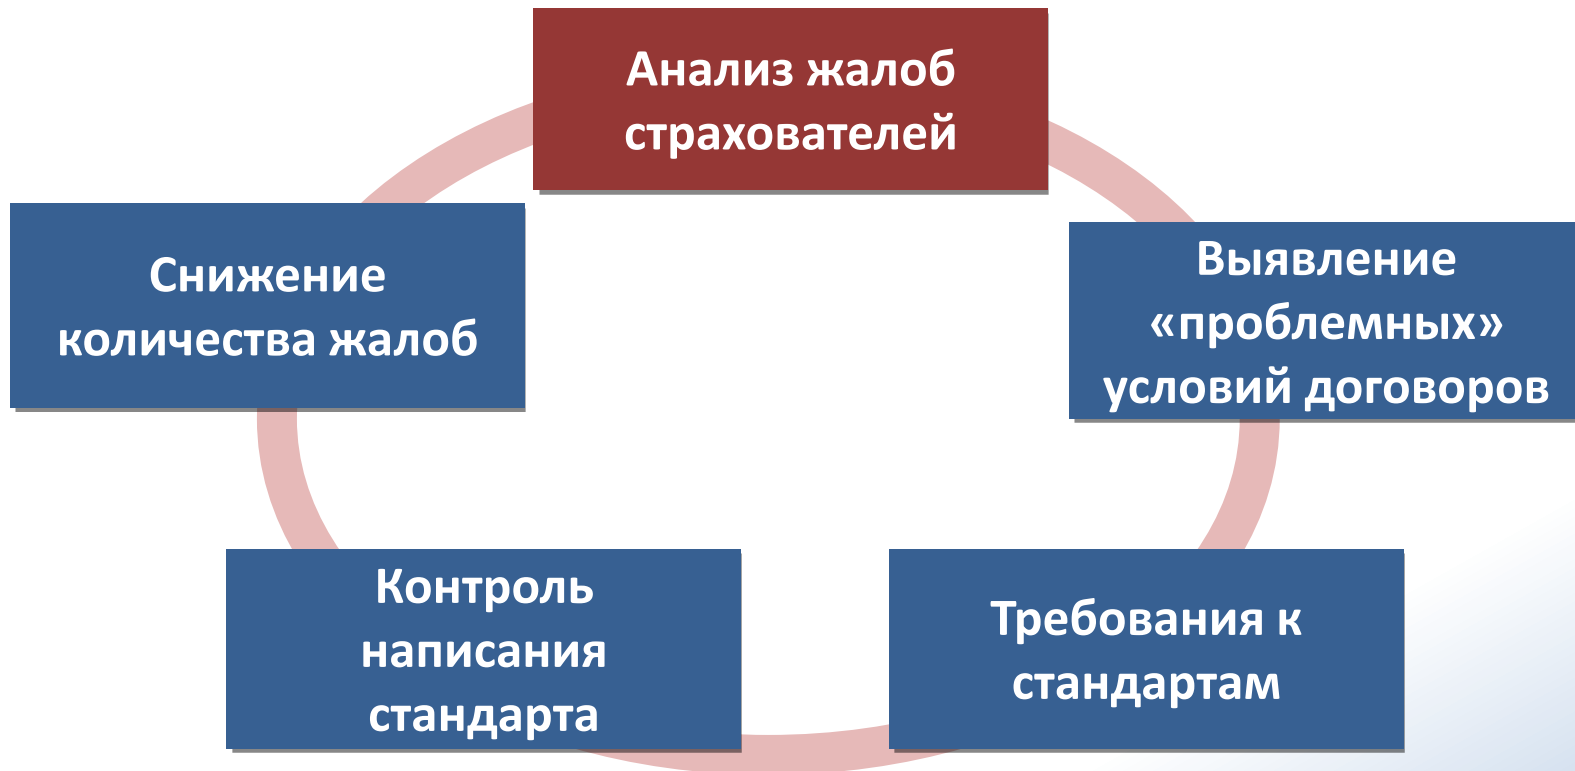 Анализ жалоб
страхователей
Снижение
количества жалоб
Выявление
«проблемных»
условий договоров
Контроль
написания
стандарта
Требования к
стандартам